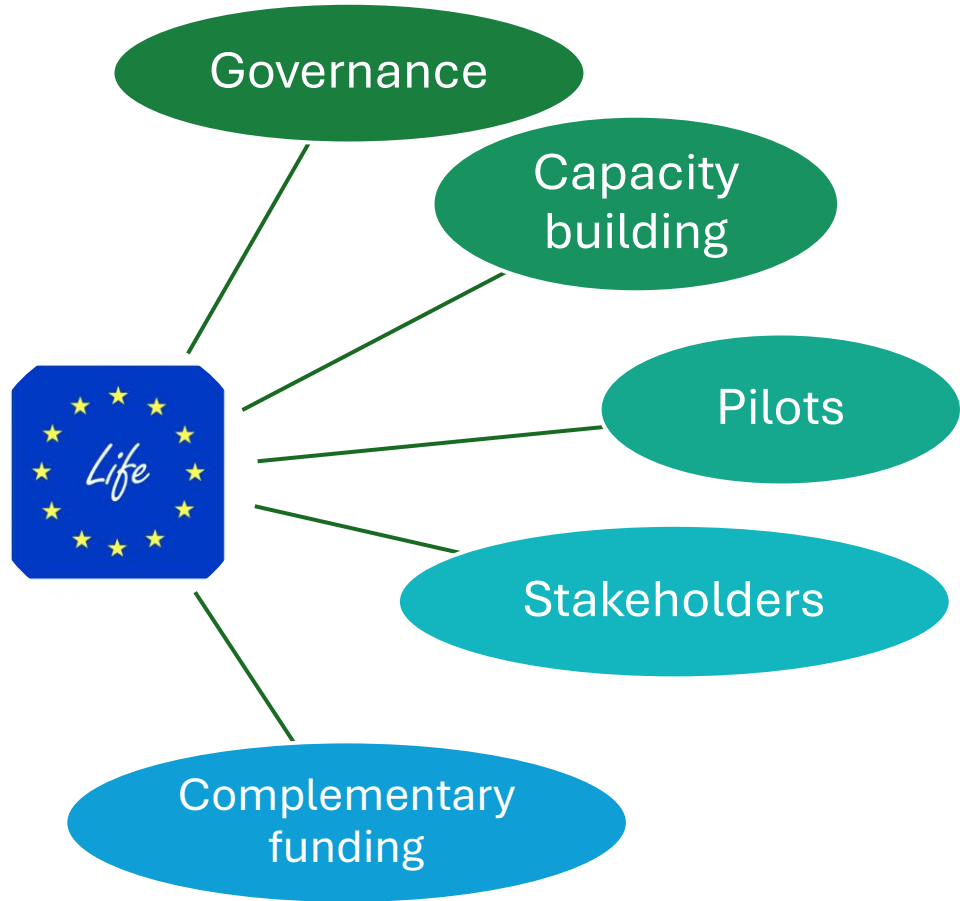 Governance
Capacity
building
Pilots
Life
Stakeholders
Complementary
funding